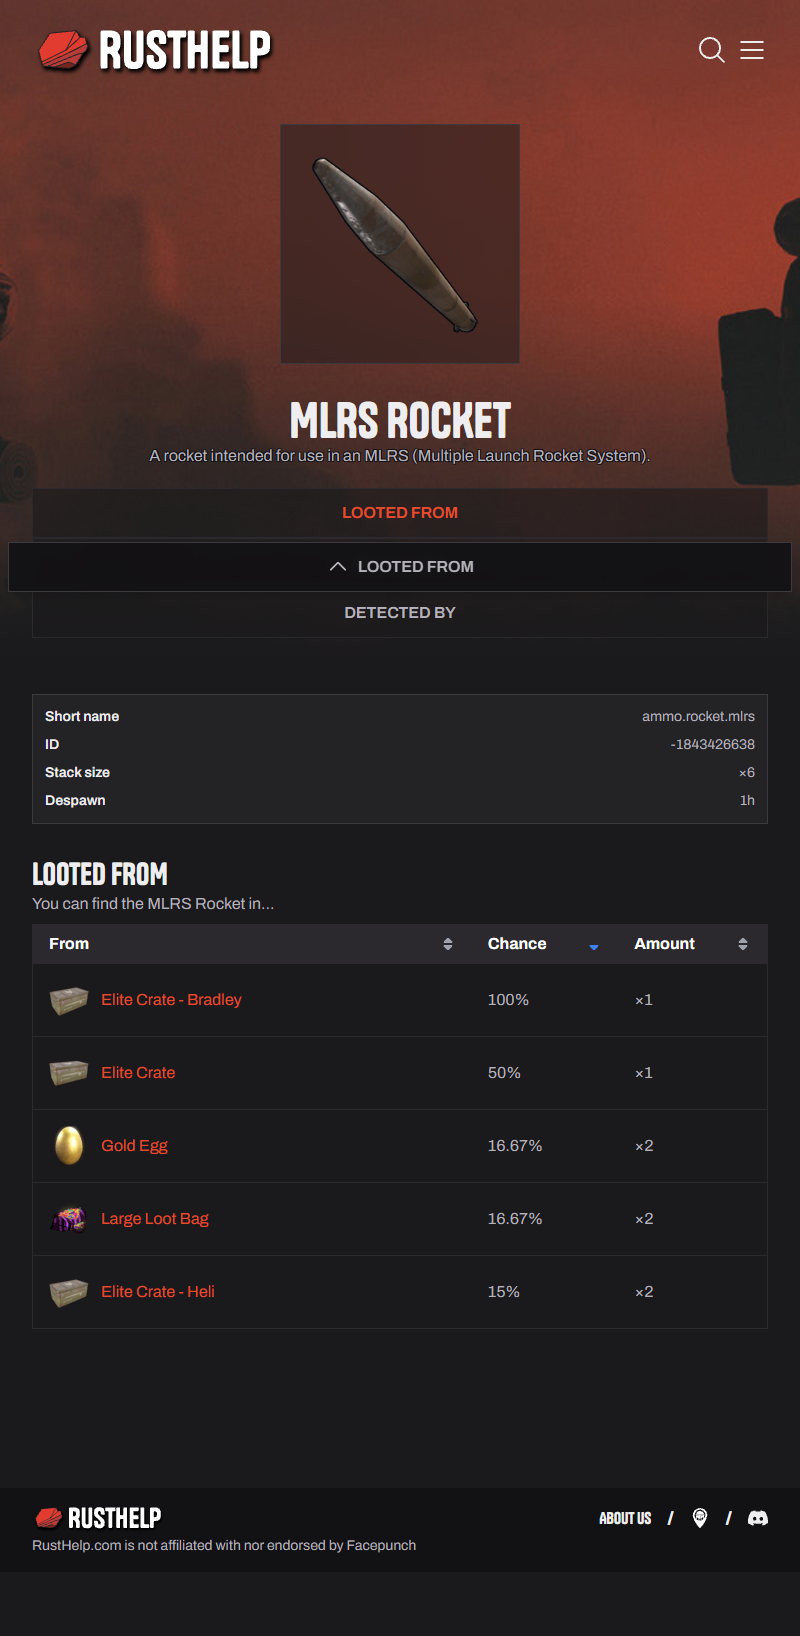 RUSTHELP
MLRS ROCKET
A rocket intended for use in an MLRS (Multiple Launch Rocket System).
LOOTED FROM
LOOTED FROM
DETECTED BY
Short name ammo.rocket.mlrs
ID -1843426638
Stack size ×6
Despawn 1h
LOOTED FROM
You can find the MLRS Rocket in...
From Chance Amount
Elite Crate - Bradley 100% ×1
Elite Crate 50% ×1
Gold Egg 16.67% ×2
Large Loot Bag 16.67% ×2
Elite Crate - Heli 15% ×2
RUSTHELP ABOUT US / /
RustHelp.com is not affiliated with nor endorsed by Facepunch